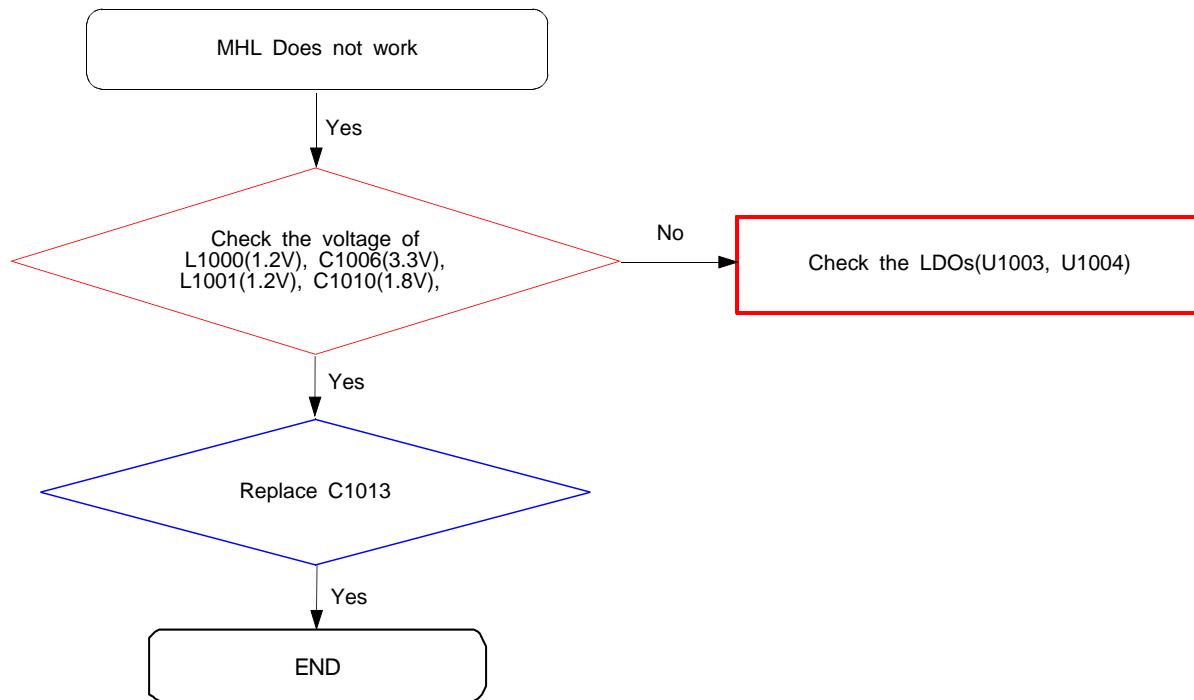 MHL Does not work
Yes
Check the voltage of
L1000(1.2V), C1006(3.3V),
L1001(1.2V), C1010(1.8V),
No
Check the LDOs(U1003, U1004)
Yes
Replace C1013
Yes
END